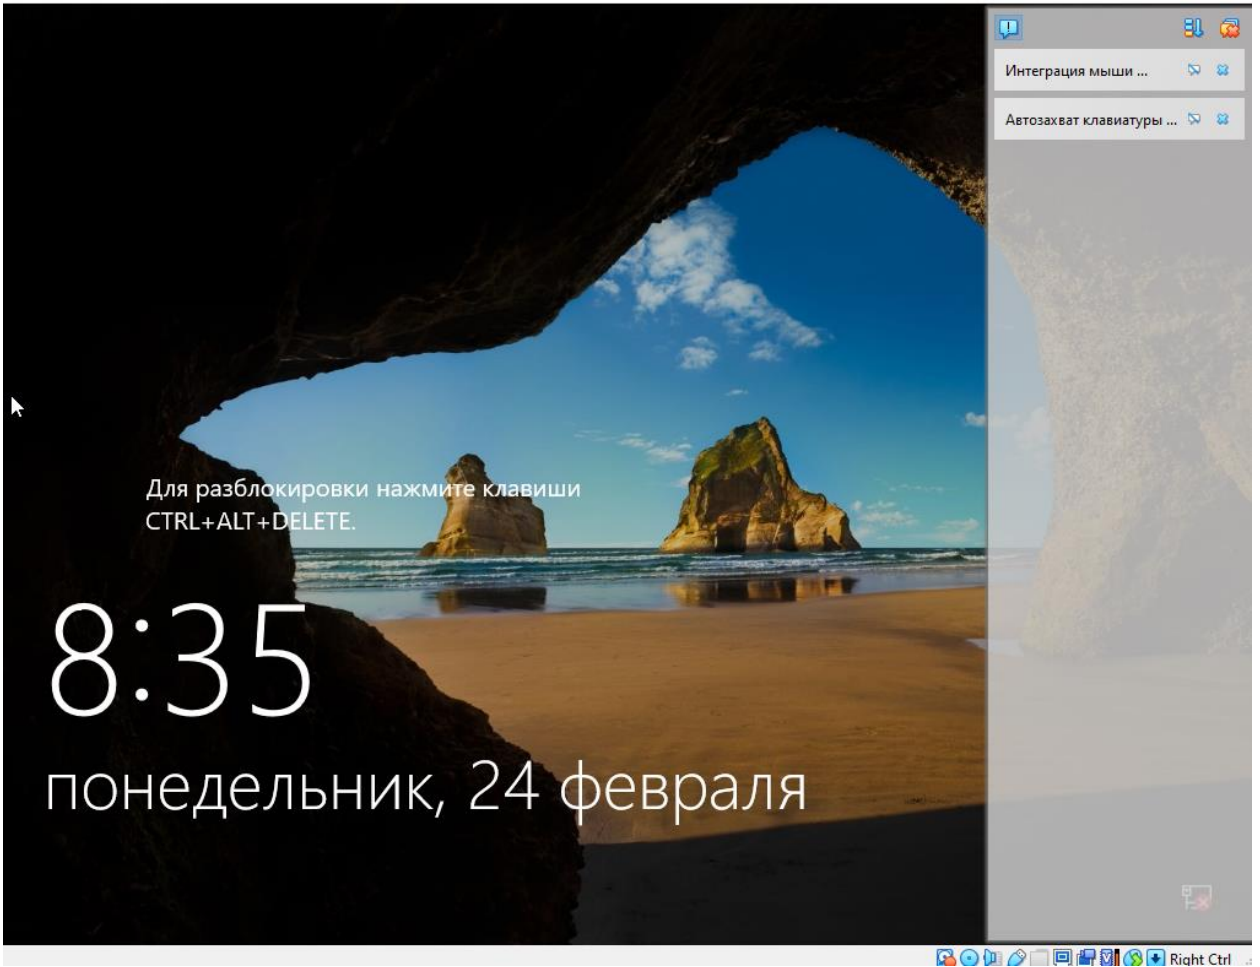 Интеграция мыши ...
Автозахват клавиатуры ...
Для разблокировки нажмите клавиши
CTRL+ALT+DELETE.
8:35
понедельник, 24 февраля
Right Ctrl